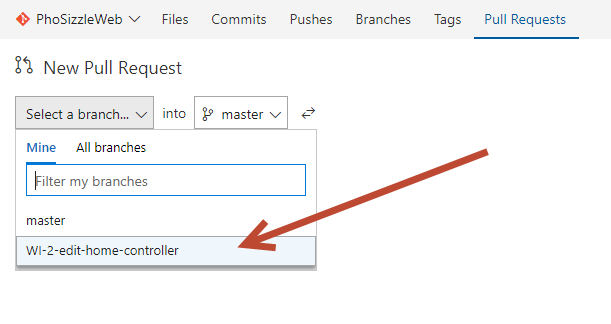 PhoSizzleWeb Files Commits Pushes Branches Tags Pull Requests
New Pull Request
Select a branch... into master
Mine All branches
Filter my branches
master
WI-2-edit-home-controller